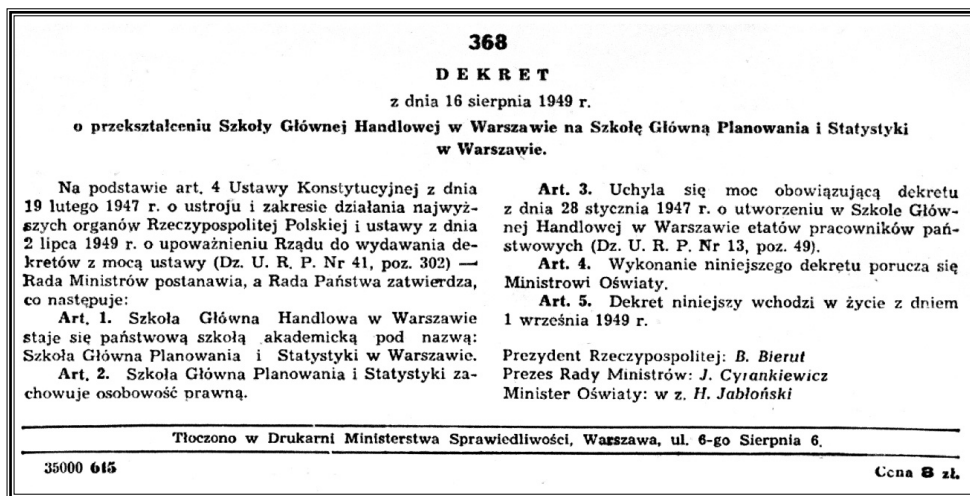 368
DEKRET
z dnia 16 sierpnia 1949 r.
o przekształceniu Szkoły Głównej Handlowej w Warszawie na Szkołę Główną Planowania i Statystyki
w Warszawie.
Na podstawie art. 4 Ustawy Konstytucyjnej z dnia
19 lutego 1947 r. o ustroju i zakresie działania najwyż-
szych organów Rzeczypospolitej Polskiej i ustawy z dnia
2 lipca 1949 r. o upoważnieniu Rządu do wydawania de-
kretów z mocą ustawy (Dz. U. R. P. Nr 41, poz. 302) —
Rada Ministrów postanawia, a Rada Państwa zatwierdza,
co następuje:
Art. 1. Szkoła Główna Handlowa w Warszawie
staje się państwową szkołą akademicką pod nazwą:
Szkoła Główna Planowania i Statystyki w Warszawie.
Art. 2. Szkoła Główna Planowania i Statystyki za-
chowuje osobowość prawną.
Art. 3. Uchyla się moc obowiązującą dekretu
z dnia 28 stycznia 1947 r. o utworzeniu w Szkole Głów-
nej Handlowej w Warszawie etatów pracowników pań-
stwowych (Dz. U. R. P. Nr 13, poz. 49).
Art. 4. Wykonanie niniejszego dekretu porucza się
Ministrowi Oświaty.
Art. 5. Dekret niniejszy wchodzi w życie z dniem
1 września 1949 r.
Prezydent Rzeczypospolitej: B. Bierut
Prezes Rady Ministrów: J. Cyrankiewicz
Minister Oświaty: w z. H. Jabłoński
Tłoczono w Drukarni Ministerstwa Sprawiedliwości, Warszawa, ul. 6-go Sierpnia 6.
35000 615
Cena 8 zł.